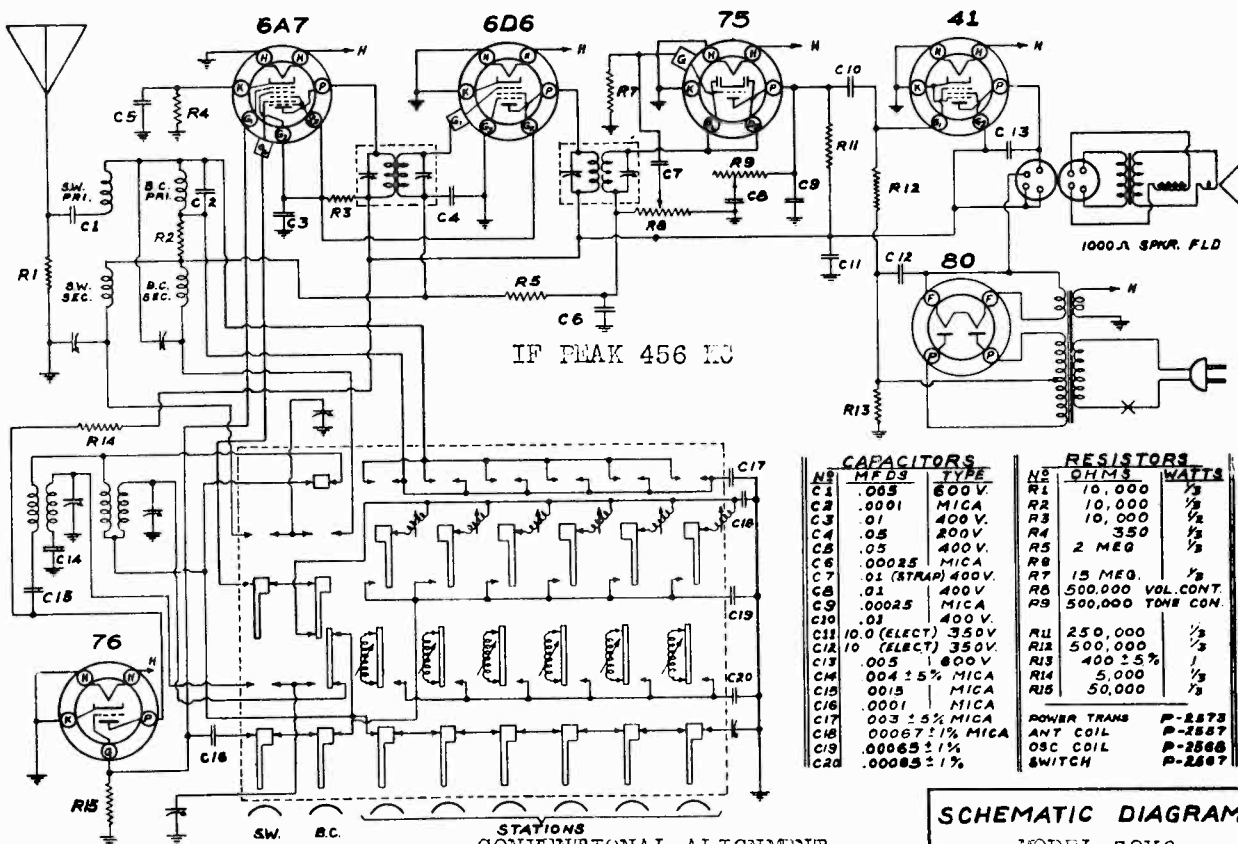 6A7
6D6
75
41
H
H
H
H
C5
R4
R7
C10
S.W. PRI.
B.C. PRI.
C2
C1
R2
R1
S.W. SEC.
B.C. SEC.
C3
R3
C4
C7
R9
C8
R8
C9
R11
R12
C13
1000Ω SPKR. FLD
R5
C6
C11
C12
80
H
IF PEAK 456 KC
R13
R14
C14
C15
C17
C18
C19
C20
76
H
C16
R15
S.W.
B.C.
STATIONS
CAPACITORS
Nº MFDS TYPE
C1 .005 600 V.
C2 .0001 MICA
C3 .01 400 V.
C4 .05 200 V
C5 .05 400 V.
C6 .00025 MICA
C7 .01 (STRAP) 400 V.
C8 .01 400 V
C9 .00025 MICA
C10 .01 400 V.
C11 10.0 (ELECT) 350 V
C12 10 (ELECT) 350 V.
C13 .005 600 V
C14 .004 ±5% MICA
C15 .0015 MICA
C16 .0001 MICA
C17 .003 ±5% MICA
C18 .00067 ±1% MICA
C19 .00065 ±1%
C20 .00065 ±1%
RESISTORS
Nº OHMS WATTS
R1 10,000 1/3
R2 10,000 1/3
R3 10,000 1/2
R4 350 1/3
R5 2 MEG 1/3
R6
R7 15 MEG. 1/3
R8 500,000 VOL. CONT.
R9 500,000 TONE CON.
R11 250,000 1/3
R12 500,000 1/3
R13 400 ±5% 1
R14 5,000 1/3
R15 50,000 1/3
POWER TRANS P-2573
ANT COIL P-2557
OSC COIL P-2568
SWITCH P-2567
CONVENTIONAL ALIGNMENT
SCHEMATIC DIAGRAM
MODEL